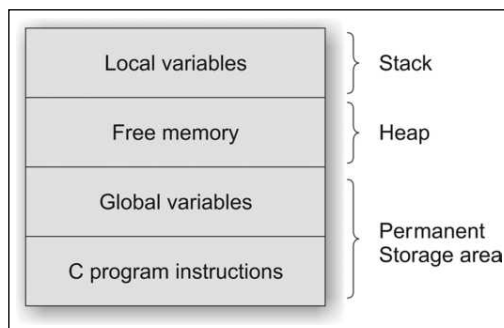 Local variables
Stack
Free memory
Heap
Global variables
C program instructions
Permanent
Storage area